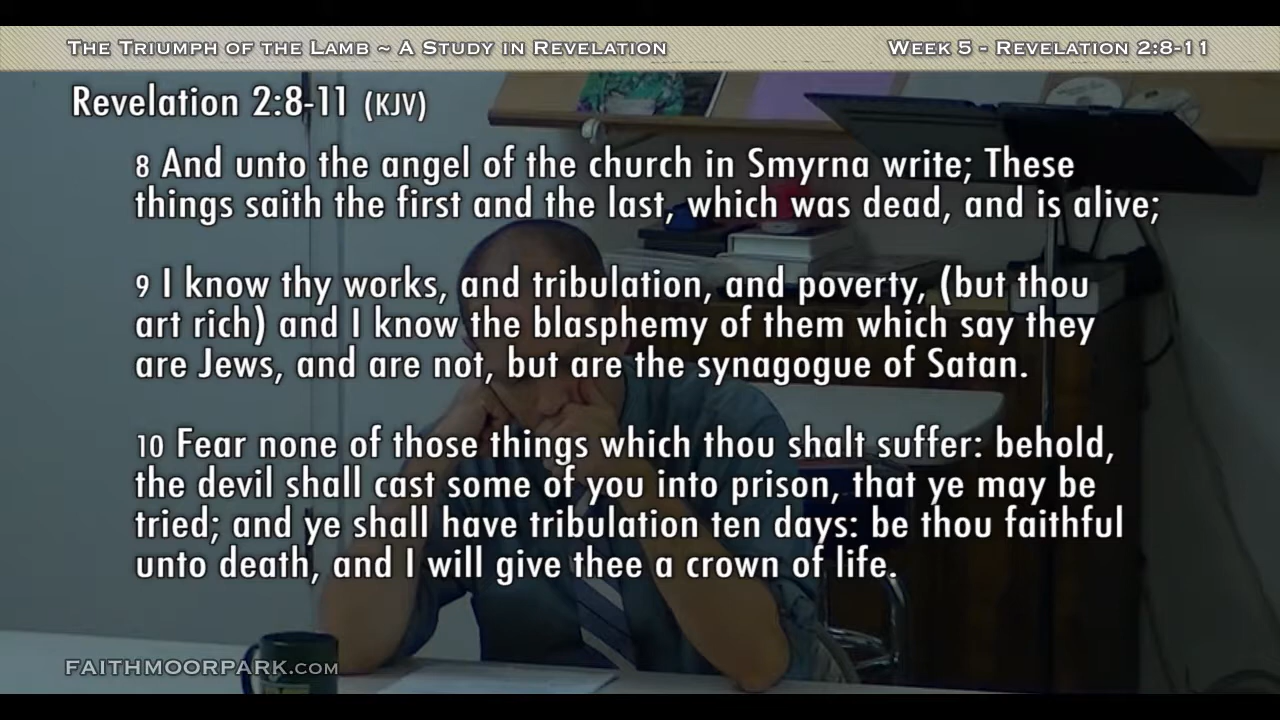 The Triumph of the Lamb ~ A Study in Revelation
Week 5 - Revelation 2:8-11
Revelation 2:8-11 (KJV)
8 And unto the angel of the church in Smyrna write; These
things saith the first and the last, which was dead, and is alive;
9 I know thy works, and tribulation, and poverty, (but thou
art rich) and I know the blasphemy of them which say they
are Jews, and are not, but are the synagogue of Satan.
10 Fear none of those things which thou shalt suffer: behold,
the devil shall cast some of you into prison, that ye may be
tried; and ye shall have tribulation ten days: be thou faithful
unto death, and I will give thee a crown of life.
FAITHMOORPARK.COM